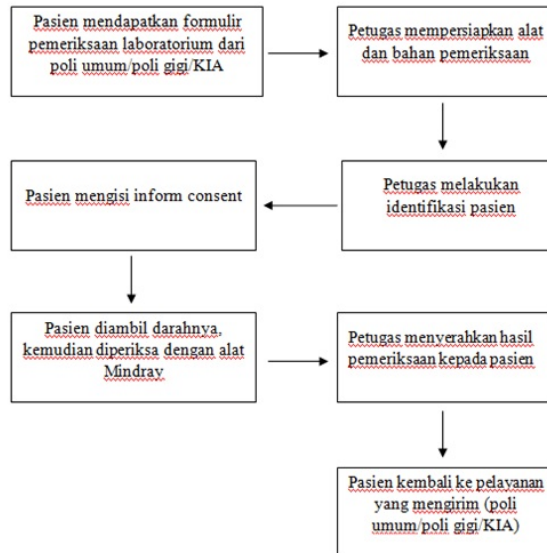 Pasien mendapatkan formulir
pemeriksaan laboratorium dari
poli umum/poli gigi/KIA
Petugas mempersiapkan alat
dan bahan pemeriksaan
Petugas melakukan
identifikasi pasien
Pasien mengisi inform consent
Pasien diambil darahnya,
kemudian diperiksa dengan alat
Mindray
Petugas menyerahkan hasil
pemeriksaan kepada pasien
Pasien kembali ke pelayanan
yang mengirim (poli
umum/poli gigi/KIA)